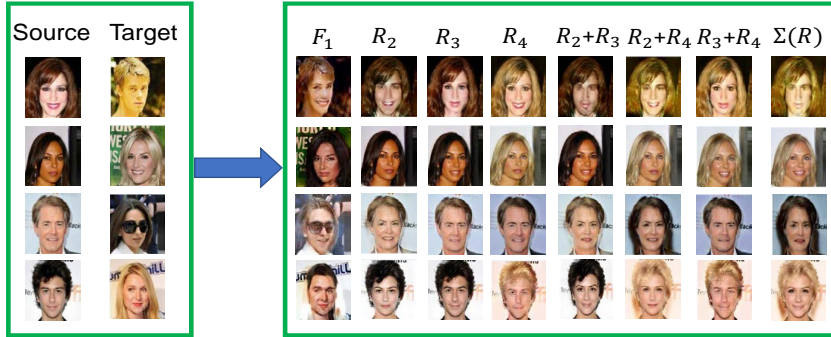 Source Target
F₁ R₂ R₃ R₄ R₂+R₃ R₂+R₄ R₃+R₄ Σ(R)